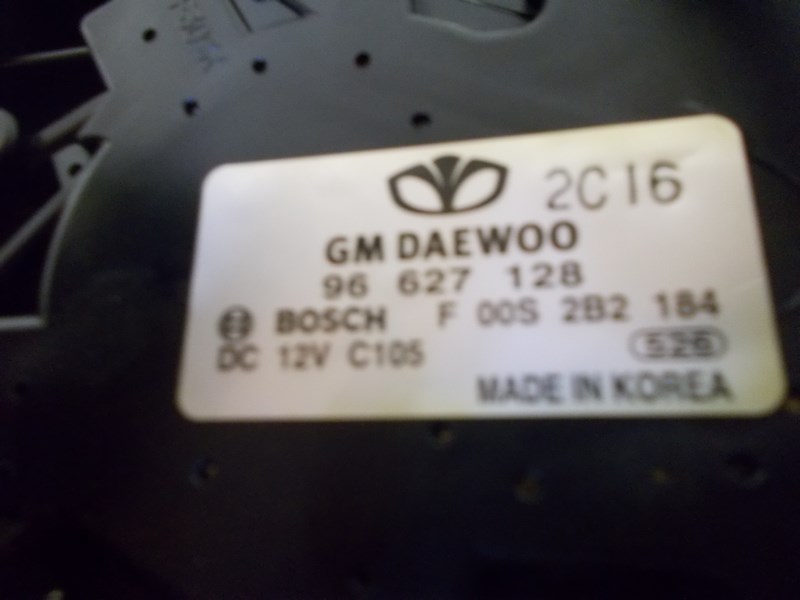 2C16
GM DAEWOO
96 627 128
BOSCH F 00S 2B2 184
DC 12V C105
526
MADE IN KOREA